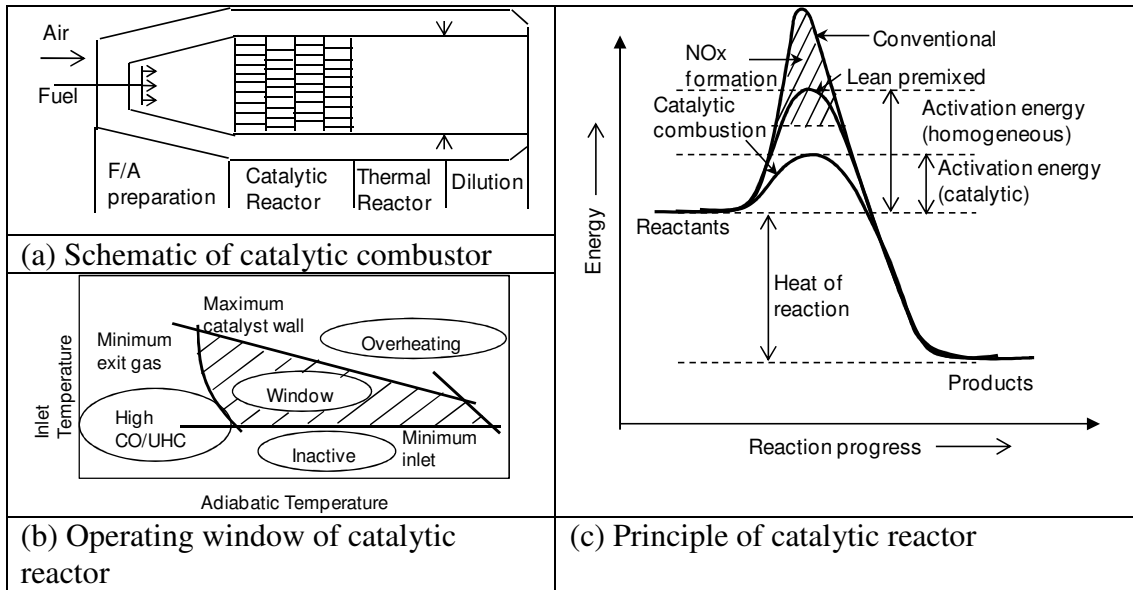 Air
Fuel
F/A
preparation
Catalytic
Reactor
Thermal
Reactor
Dilution
(a) Schematic of catalytic combustor
Inlet
Temperature
Minimum
exit gas
Maximum
catalyst wall
Overheating
Window
High
CO/UHC
Inactive
Minimum
inlet
Adiabatic Temperature
(b) Operating window of catalytic
reactor
Energy
NOx
formation
Conventional
Lean premixed
Catalytic
combustion
Activation energy
(homogeneous)
Activation energy
(catalytic)
Reactants
Heat of
reaction
Products
Reaction progress
(c) Principle of catalytic reactor